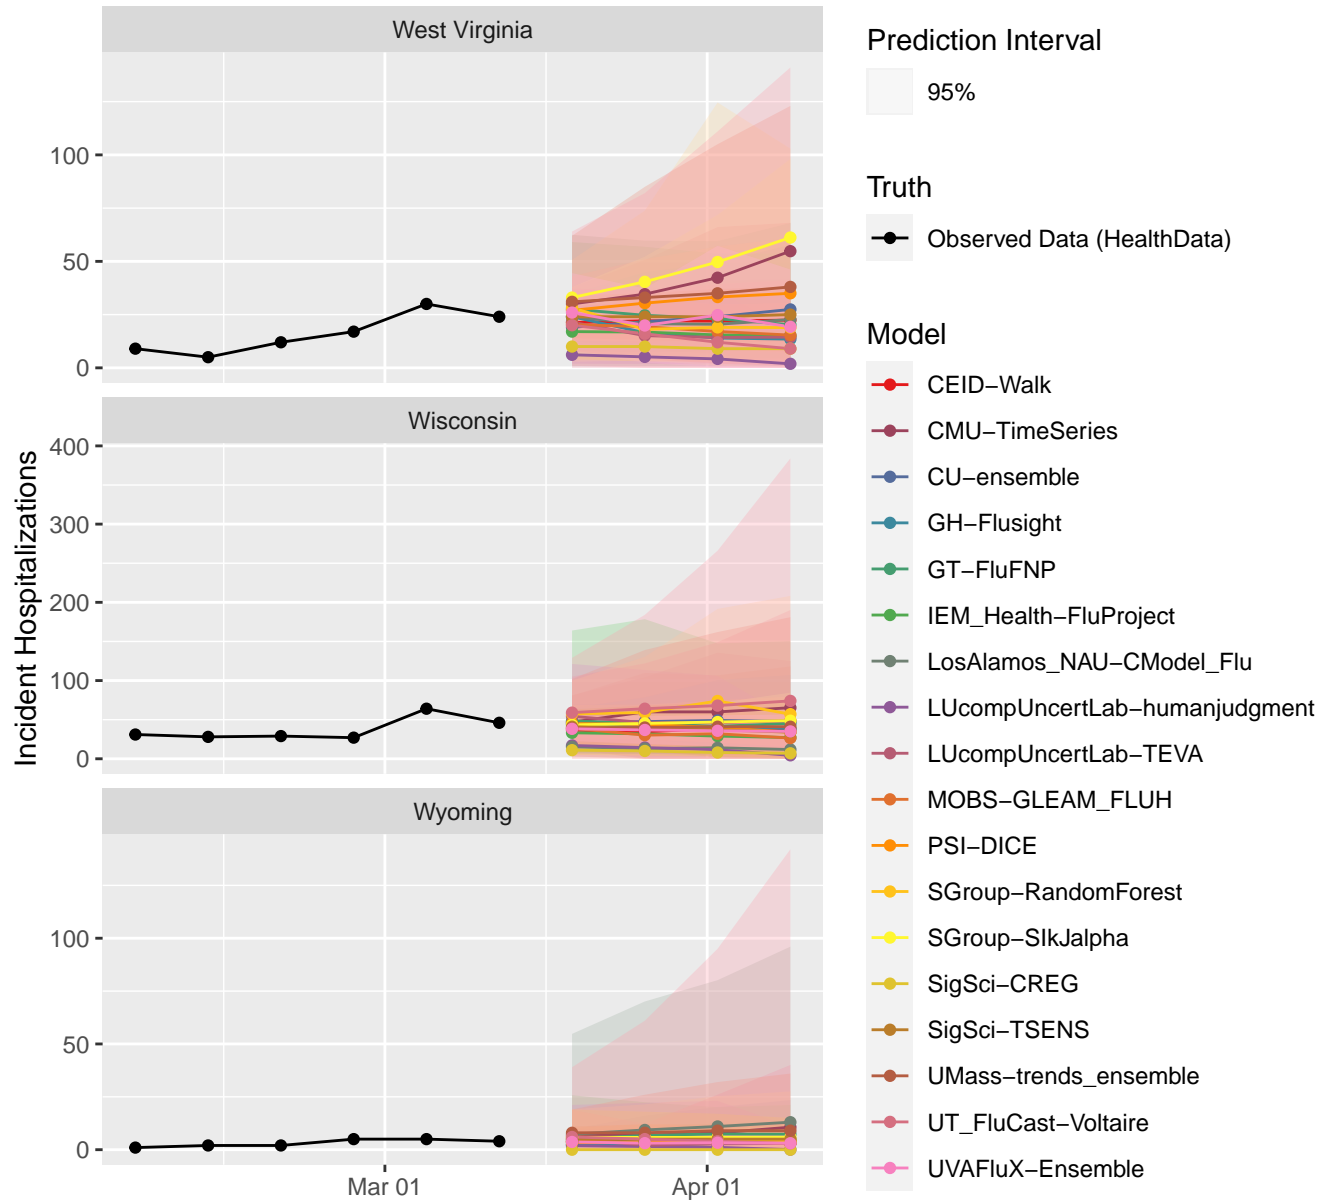 West Virginia
100
50
0
Wisconsin
400
300
200
100
0
Wyoming
100
50
0
Mar 01
Apr 01
Incident Hospitalizations
Prediction Interval
95%
Truth
Observed Data (HealthData)
Model
CEID−Walk
CMU−TimeSeries
CU−ensemble
GH−Flusight
GT−FluFNP
IEM_Health−FluProject
LosAlamos_NAU−CModel_Flu
LUcompUncertLab−humanjudgment
LUcompUncertLab−TEVA
MOBS−GLEAM_FLUH
PSI−DICE
SGroup−RandomForest
SGroup−SIkJalpha
SigSci−CREG
SigSci−TSENS
UMass−trends_ensemble
UT_FluCast−Voltaire
UVAFluX−Ensemble